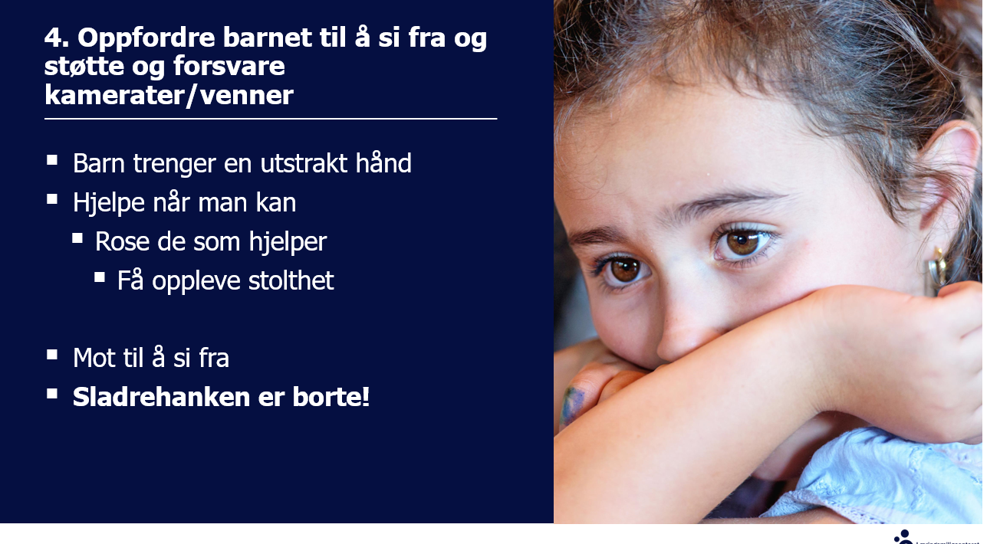 4. Oppfordre barnet til å si fra og
støtte og forsvare
kamerater/venner
▪ Barn trenger en utstrakt hånd
▪ Hjelpe når man kan
▪ Rose de som hjelper
▪ Få oppleve stolthet
▪ Mot til å si fra
▪ Sladrehanken er borte!